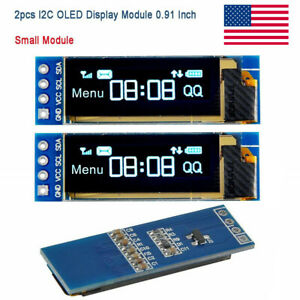 2pcs I2C OLED Display Module 0.91 Inch
Small Module
GND VCC SCL SDA
Menu 08:08 QQ
GND VCC SCL SDA
Menu 08:08 QQ